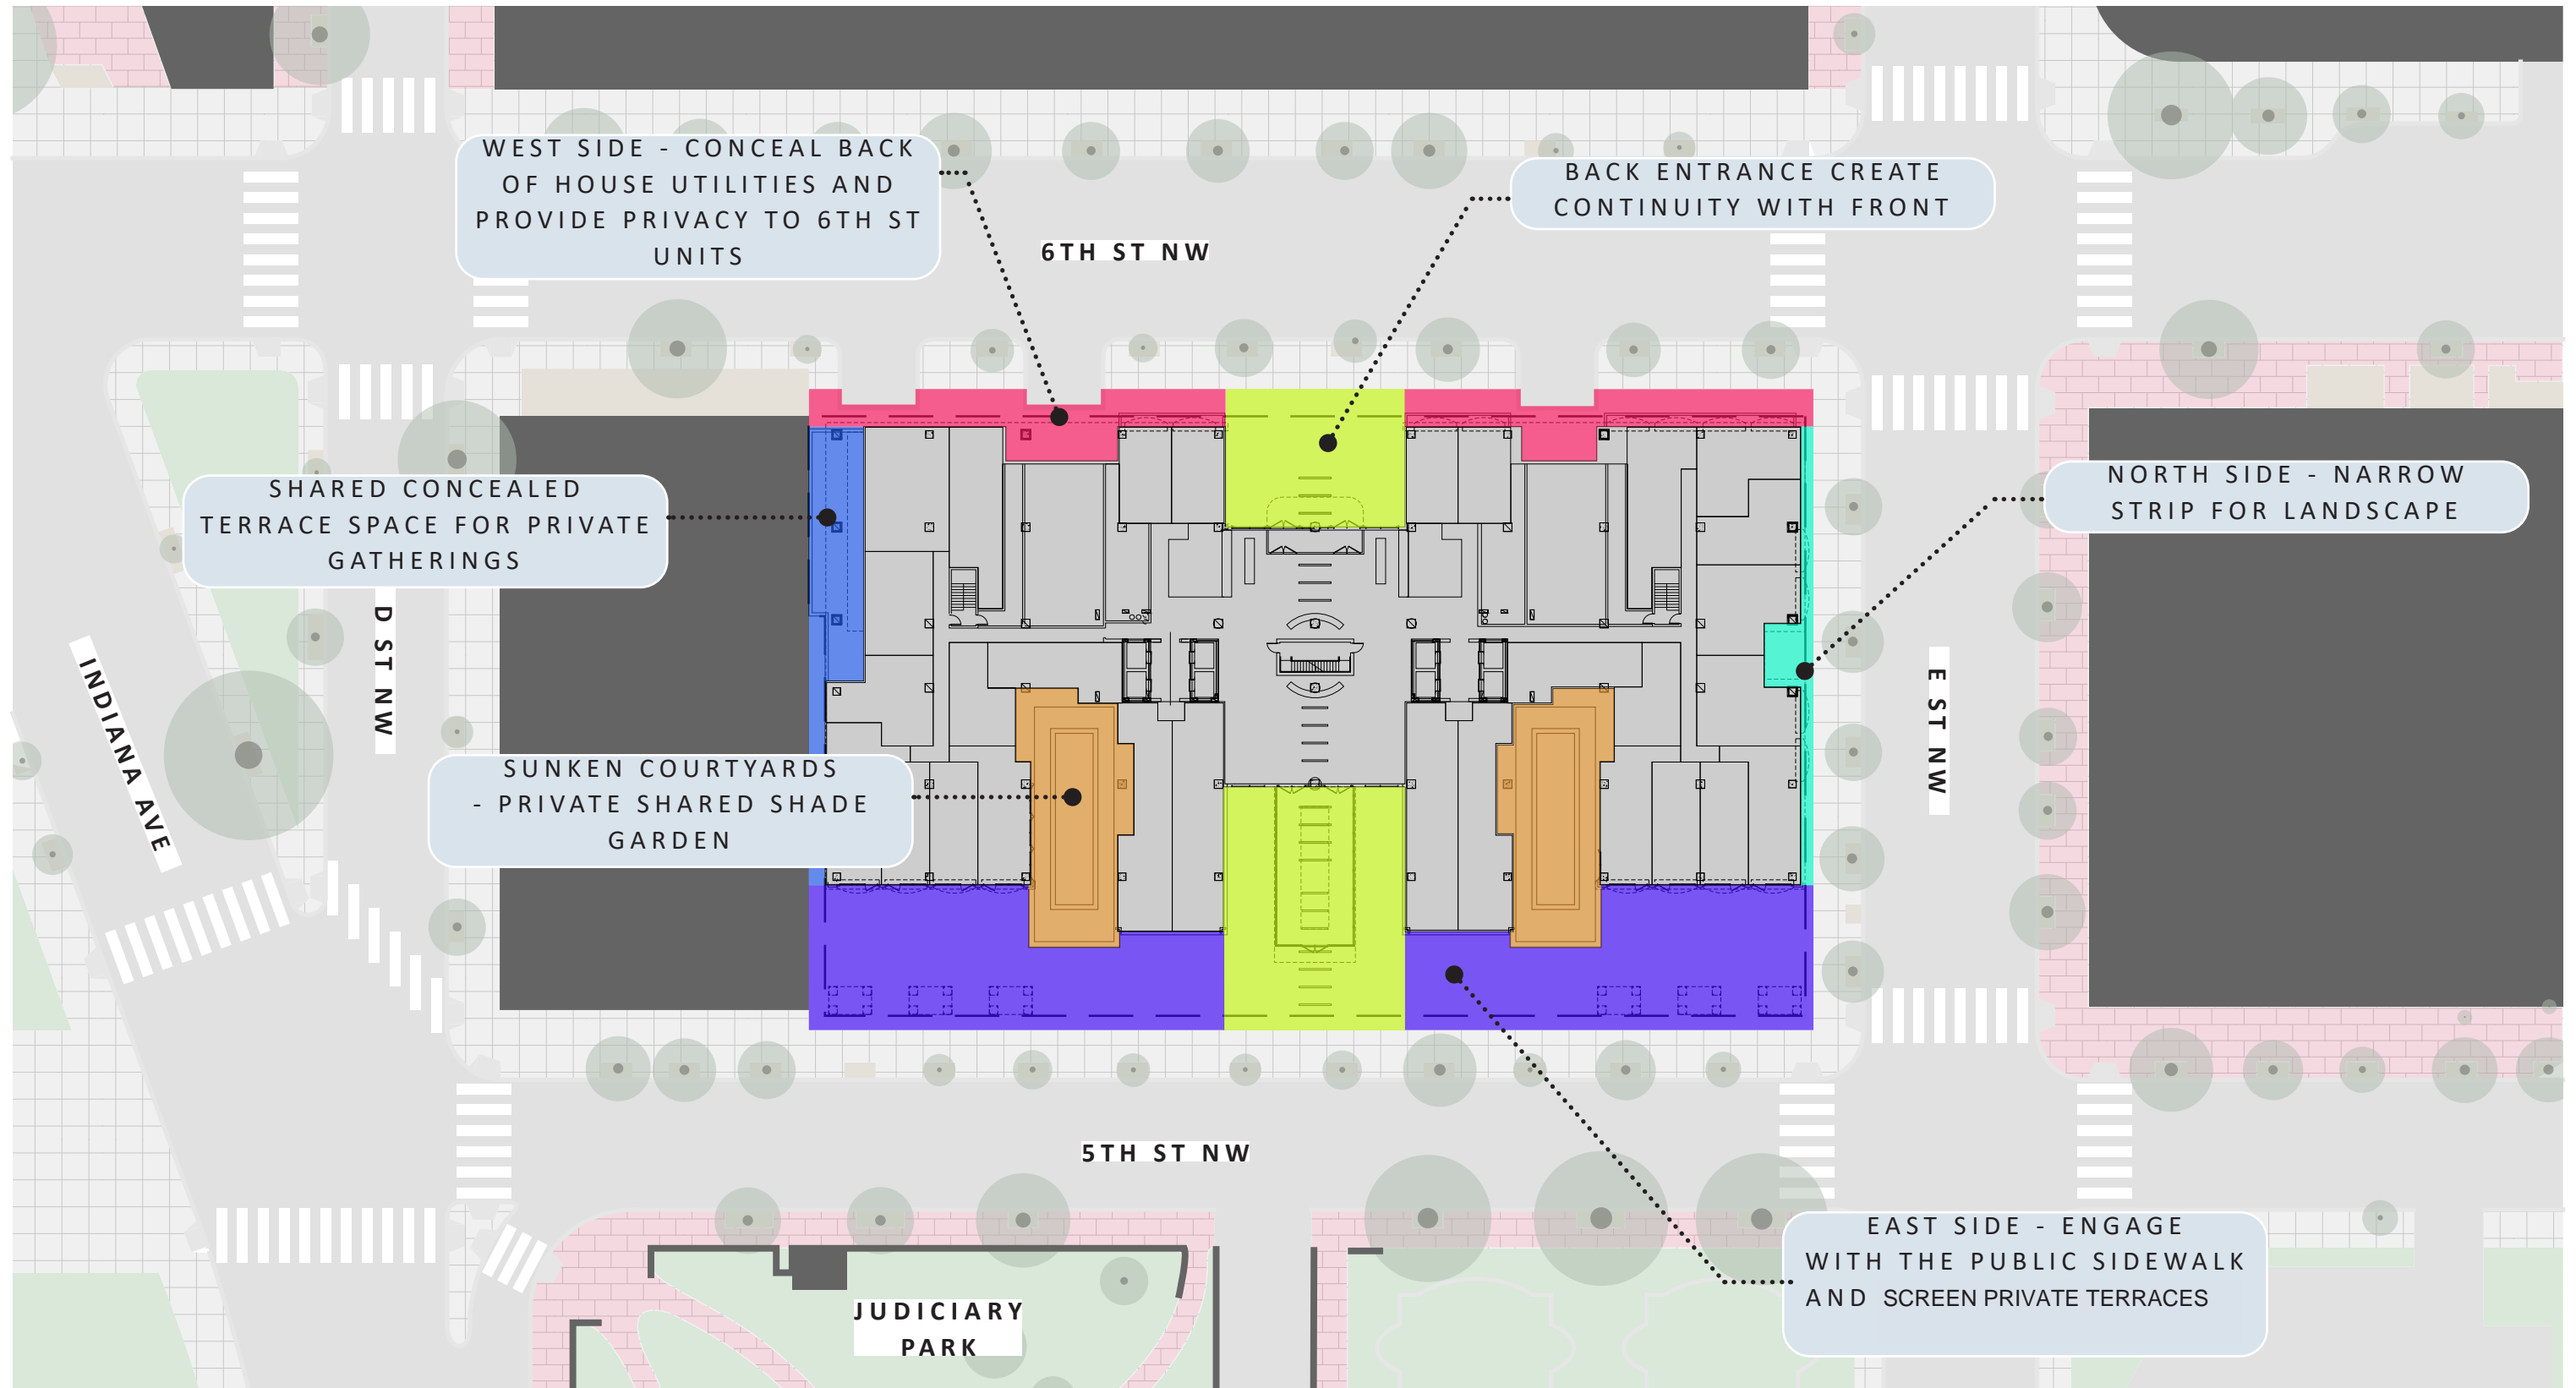 WEST SIDE - CONCEAL BACK
OF HOUSE UTILITIES AND
PROVIDE PRIVACY TO 6TH ST
UNITS
BACK ENTRANCE CREATE
CONTINUITY WITH FRONT
6TH ST NW
SHARED CONCEALED
TERRACE SPACE FOR PRIVATE
GATHERINGS
NORTH SIDE - NARROW
STRIP FOR LANDSCAPE
D ST NW
INDIANA AVE
E ST NW
SUNKEN COURTYARDS
- PRIVATE SHARED SHADE
GARDEN
5TH ST NW
EAST SIDE - ENGAGE
WITH THE PUBLIC SIDEWALK
AND SCREEN PRIVATE TERRACES
JUDICIARY
PARK